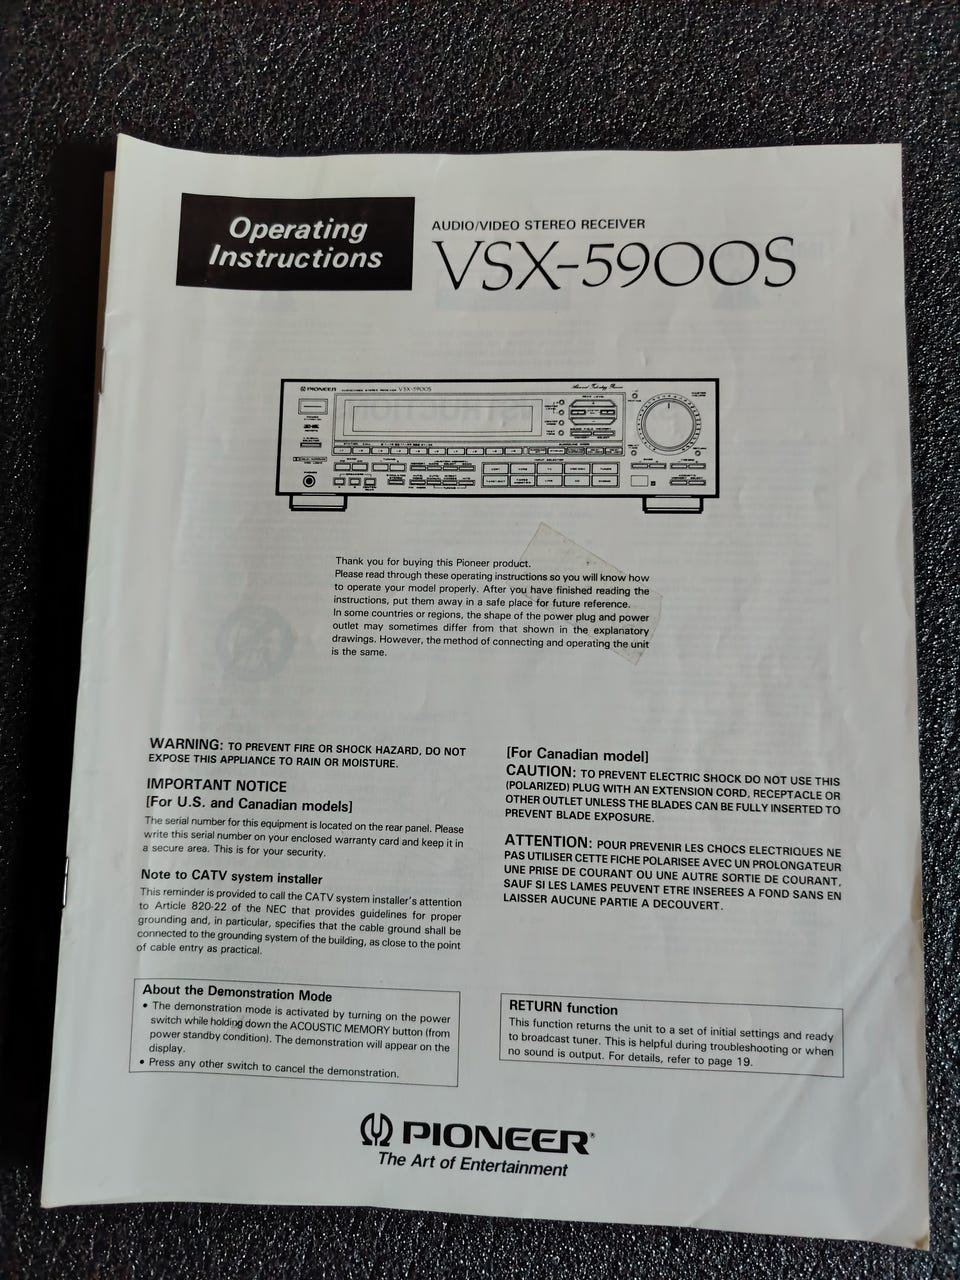 Operating
Instructions
AUDIO/VIDEO STEREO RECEIVER
VSX-5900S
PIONEER
AUDIO/VIDEO STEREO RECEIVER VSX-5900S
Thank you for buying this Pioneer product.
Please read through these operating instructions so you will know how
to operate your model properly. After you have finished reading the
instructions, put them away in a safe place for future reference.
In some countries or regions, the shape of the power plug and power
outlet may sometimes differ from that shown in the explanatory
drawings. However, the method of connecting and operating the unit
is the same.
WARNING: TO PREVENT FIRE OR SHOCK HAZARD, DO NOT
EXPOSE THIS APPLIANCE TO RAIN OR MOISTURE.
IMPORTANT NOTICE
[For U.S. and Canadian models]
The serial number for this equipment is located on the rear panel. Please
write this serial number on your enclosed warranty card and keep it in
a secure area. This is for your security.
Note to CATV system installer
This reminder is provided to call the CATV system installer's attention
to Article 820-22 of the NEC that provides guidelines for proper
grounding and, in particular, specifies that the cable ground shall be
connected to the grounding system of the building, as close to the point
of cable entry as practical.
[For Canadian model]
CAUTION: TO PREVENT ELECTRIC SHOCK DO NOT USE THIS
(POLARIZED) PLUG WITH AN EXTENSION CORD, RECEPTACLE OR
OTHER OUTLET UNLESS THE BLADES CAN BE FULLY INSERTED TO
PREVENT BLADE EXPOSURE.
ATTENTION: POUR PREVENIR LES CHOCS ELECTRIQUES NE
PAS UTILISER CETTE FICHE POLARISEE AVEC UN PROLONGATEUR
UNE PRISE DE COURANT OU UNE AUTRE SORTIE DE COURANT,
SAUF SI LES LAMES PEUVENT ETRE INSEREES A FOND SANS EN
LAISSER AUCUNE PARTIE A DECOUVERT.
About the Demonstration Mode
• The demonstration mode is activated by turning on the power
switch while holding down the ACOUSTIC MEMORY button (from
power standby condition). The demonstration will appear on the
display.
• Press any other switch to cancel the demonstration.
RETURN function
This function returns the unit to a set of initial settings and ready
to broadcast tuner. This is helpful during troubleshooting or when
no sound is output. For details, refer to page 19.
PIONEER®
The Art of Entertainment